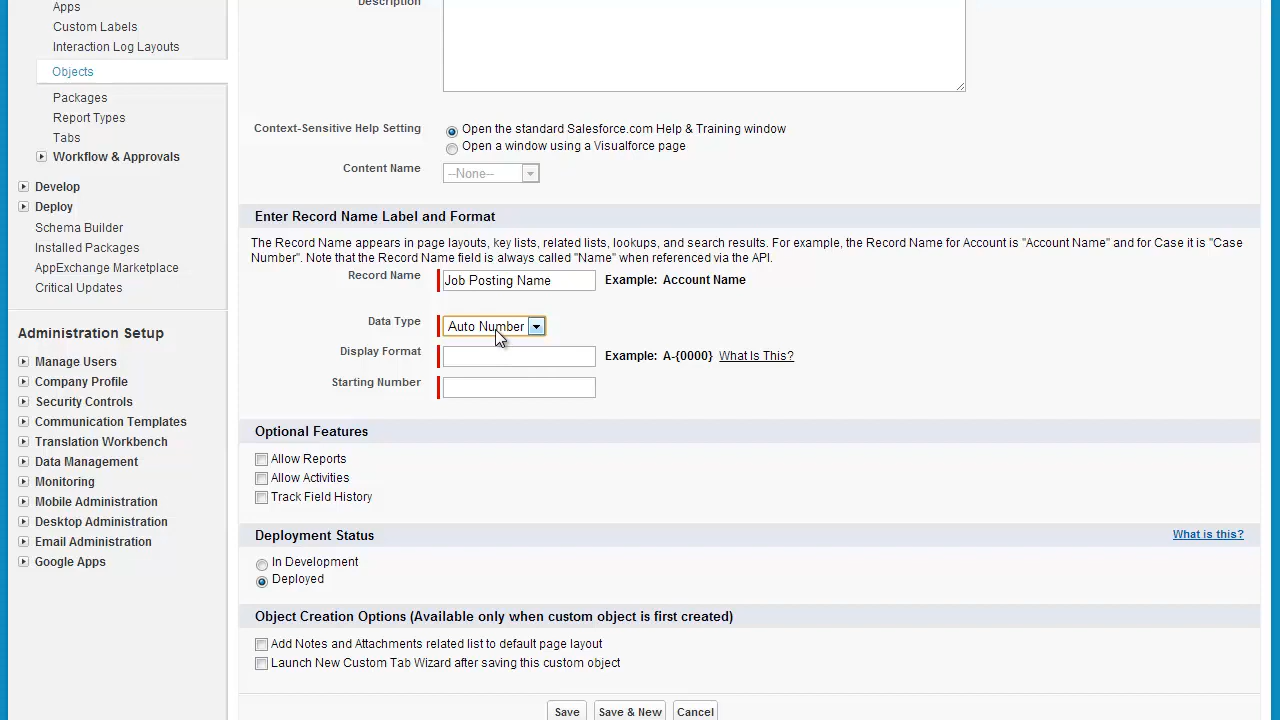 Apps
Custom Labels
Interaction Log Layouts
Objects
Packages
Report Types
Tabs
Workflow & Approvals
Develop
Deploy
Schema Builder
Installed Packages
AppExchange Marketplace
Critical Updates
Administration Setup
Manage Users
Company Profile
Security Controls
Communication Templates
Translation Workbench
Data Management
Monitoring
Mobile Administration
Desktop Administration
Email Administration
Google Apps
Description
Context-Sensitive Help Setting
Open the standard Salesforce.com Help & Training window
Open a window using a Visualforce page
Content Name
--None--
Enter Record Name Label and Format
The Record Name appears in page layouts, key lists, related lists, lookups, and search results. For example, the Record Name for Account is "Account Name" and for Case it is "Case
Number". Note that the Record Name field is always called "Name" when referenced via the API.
Record Name Job Posting Name Example: Account Name
Data Type Auto Number
Display Format Example: A-{0000} What Is This?
Starting Number
Optional Features
Allow Reports
Allow Activities
Track Field History
Deployment Status What is this?
In Development
Deployed
Object Creation Options (Available only when custom object is first created)
Add Notes and Attachments related list to default page layout
Launch New Custom Tab Wizard after saving this custom object
Save Save & New Cancel